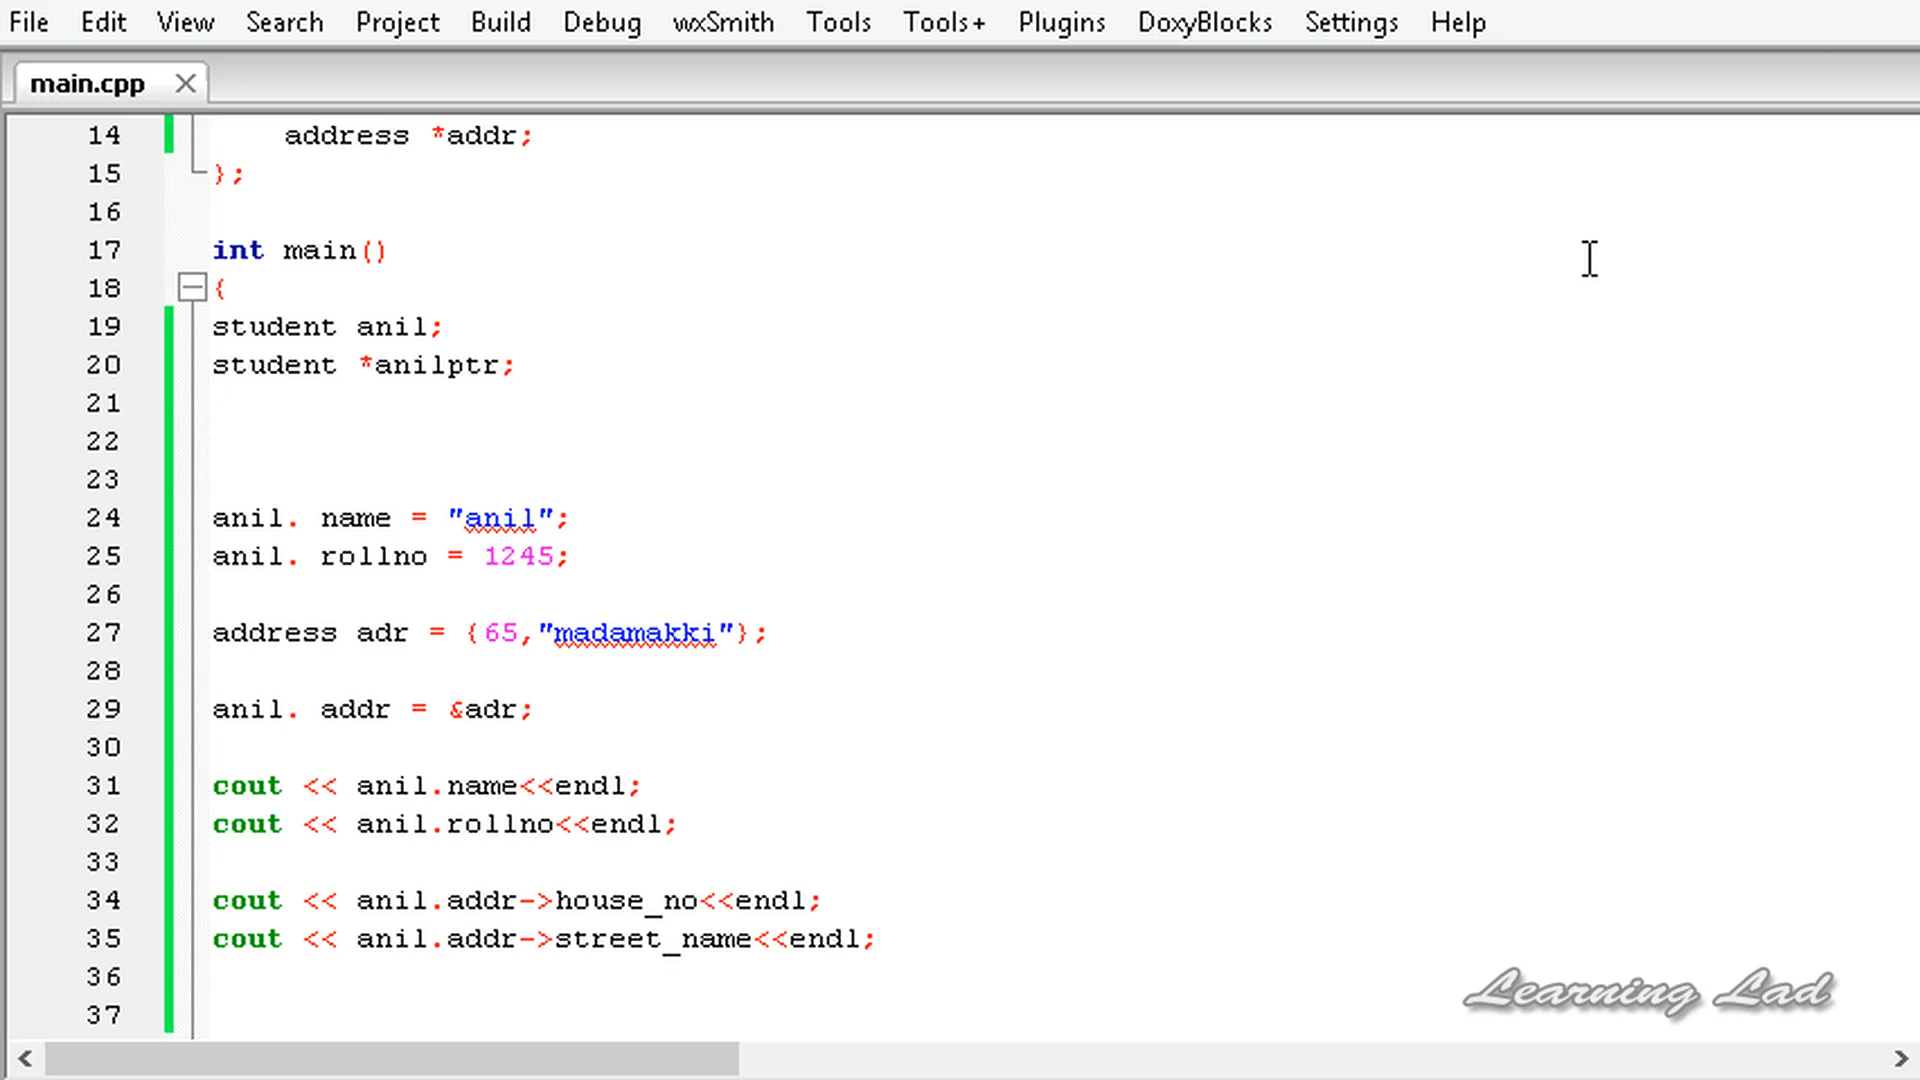 File Edit View Search Project Build Debug wxSmith Tools Tools+ Plugins DoxyBlocks Settings Help
main.cpp
14 address *addr;
15 };
16
17 int main()
18 {
19 student anil;
20 student *anilptr;
21
22
23
24 anil. name = "anil";
25 anil. rollno = 1245;
26
27 address adr = {65,"madamakki"};
28
29 anil. addr = &adr;
30
31 cout << anil.name<<endl;
32 cout << anil.rollno<<endl;
33
34 cout << anil.addr->house_no<<endl;
35 cout << anil.addr->street_name<<endl;
36
37
Learning Lad